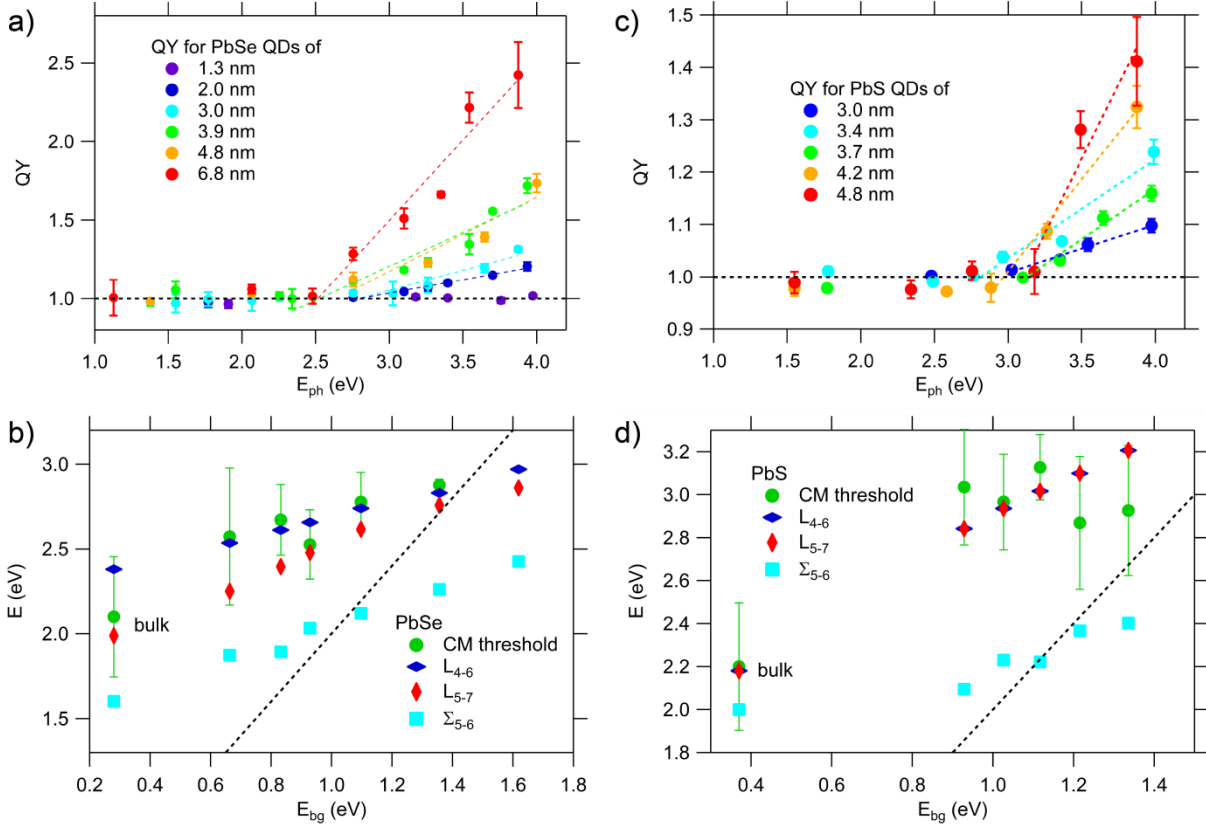 a)
QY for PbSe QDs of
1.3 nm
2.0 nm
3.0 nm
3.9 nm
4.8 nm
6.8 nm
QY
2.5
2.0
1.5
1.0
1.0 1.5 2.0 2.5 3.0 3.5 4.0
E_ph (eV)
c)
QY for PbS QDs of
3.0 nm
3.4 nm
3.7 nm
4.2 nm
4.8 nm
QY
1.5
1.4
1.3
1.2
1.1
1.0
0.9
1.0 1.5 2.0 2.5 3.0 3.5 4.0
E_ph (eV)
b)
E (eV)
3.0
2.5
2.0
1.5
bulk
PbSe
CM threshold
L_4-6
L_5-7
Σ_5-6
0.2 0.4 0.6 0.8 1.0 1.2 1.4 1.6 1.8
E_bg (eV)
d)
E (eV)
3.2
3.0
2.8
2.6
2.4
2.2
2.0
1.8
PbS
CM threshold
L_4-6
L_5-7
Σ_5-6
bulk
0.4 0.6 0.8 1.0 1.2 1.4
E_bg (eV)